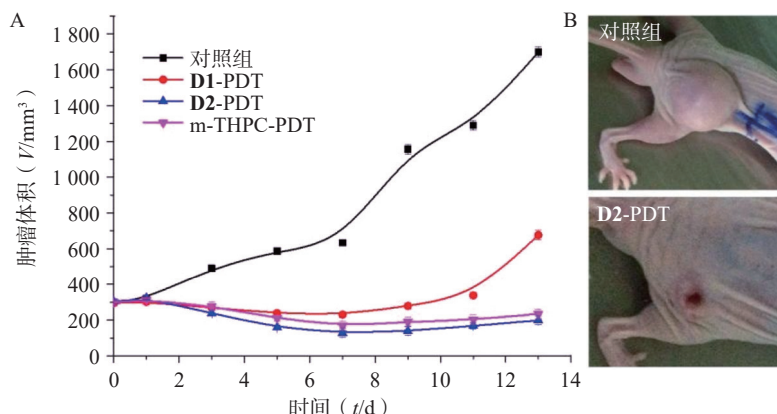 A
肿瘤体积（V/mm³）
1 800
1 600
1 400
1 200
1 000
800
600
400
200
0
对照组
D1-PDT
D2-PDT
m-THPC-PDT
0 2 4 6 8 10 12 14
时间（t/d）
B
对照组
D2-PDT